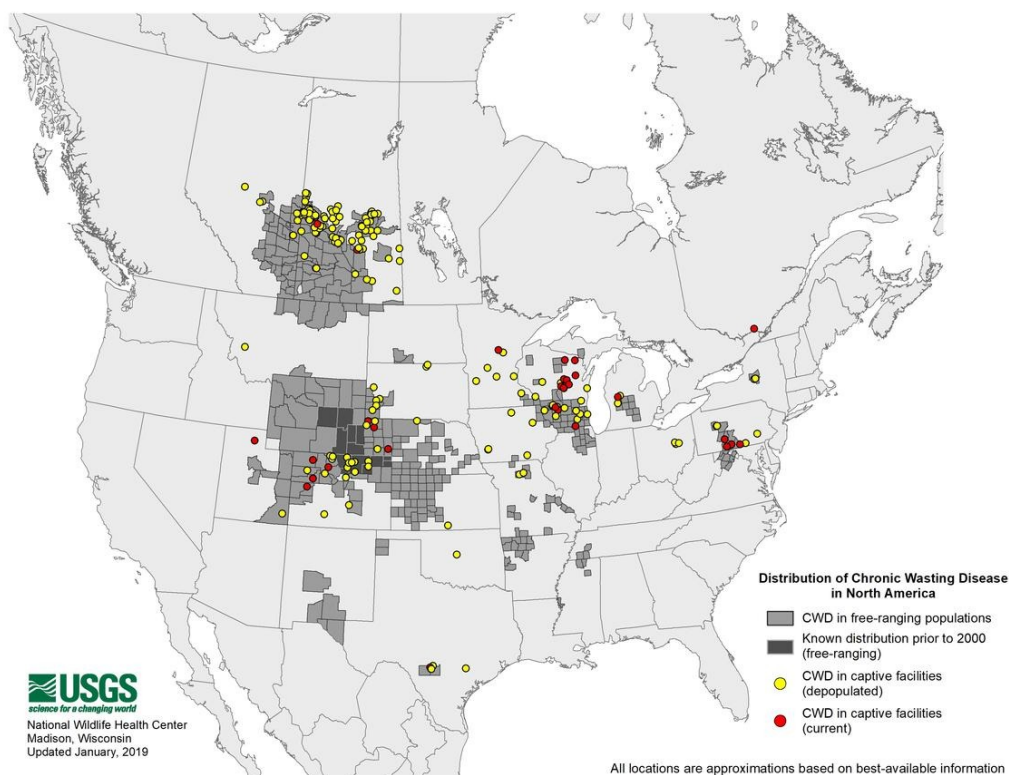 Distribution of Chronic Wasting Disease
in North America
CWD in free-ranging populations
Known distribution prior to 2000
(free-ranging)
CWD in captive facilities
(depopulated)
CWD in captive facilities
(current)
USGS
science for a changing world
National Wildlife Health Center
Madison, Wisconsin
Updated January, 2019
All locations are approximations based on best-available information